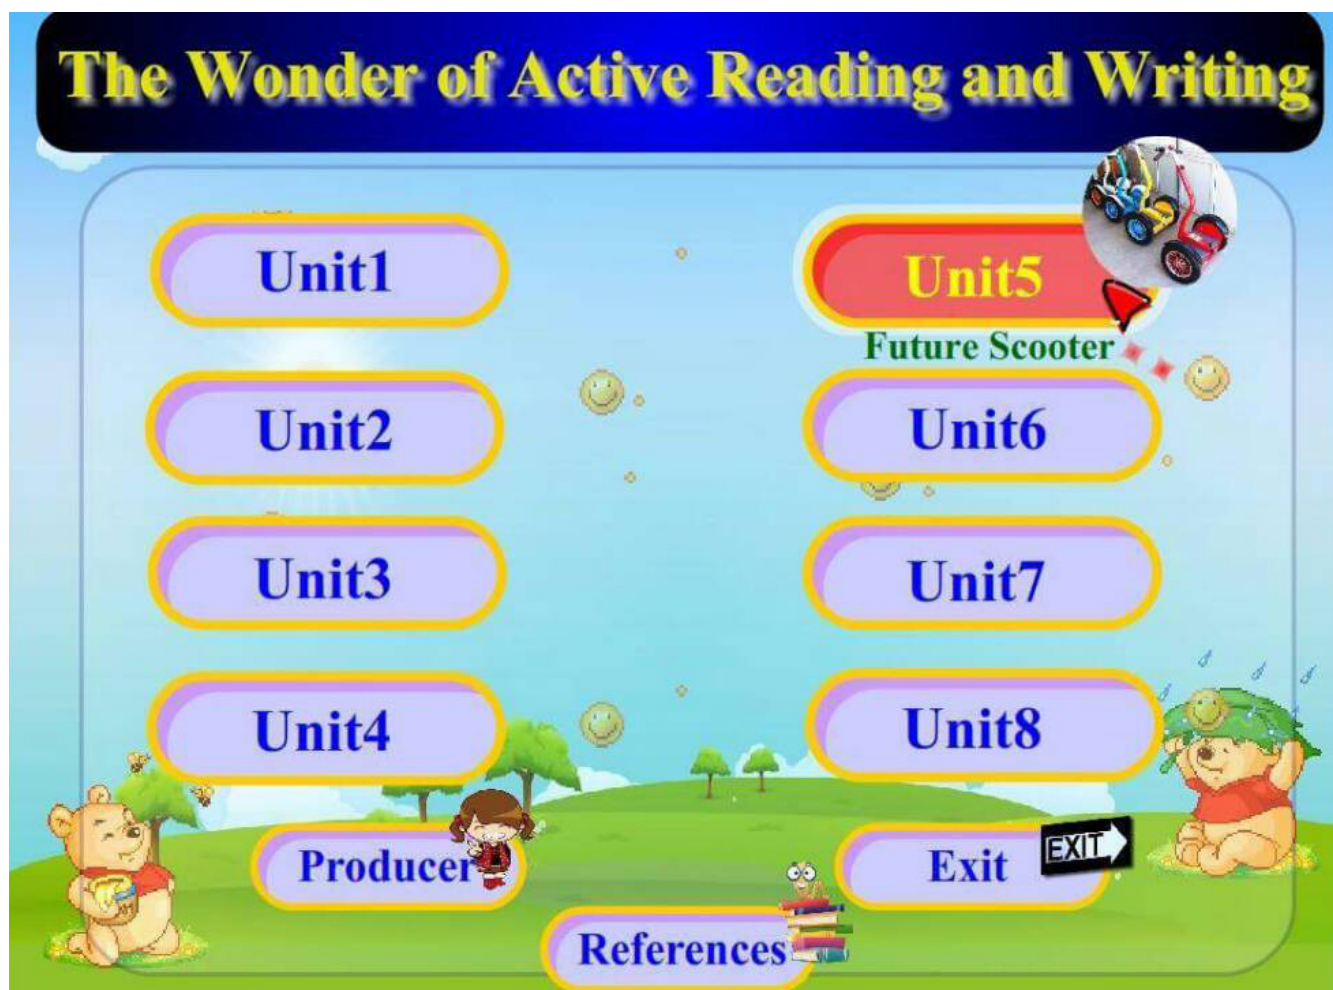 The Wonder of Active Reading and Writing
Unit1
Unit5
Future Scooter
Unit2
Unit6
Unit3
Unit7
Unit4
Unit8
Producer
Exit
EXIT
References